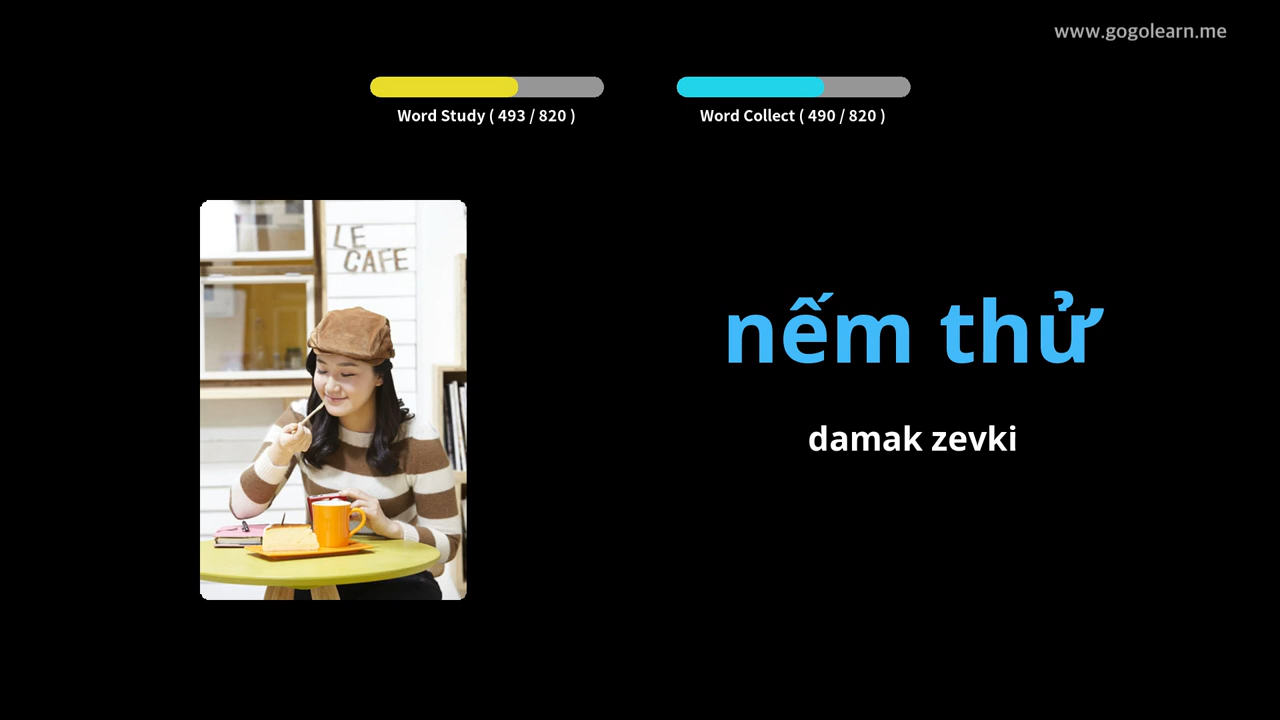 www.gogolearn.me
Word Study ( 493 / 820 )
Word Collect ( 490 / 820 )
LE
CAFE
nếm thử
damak zevki